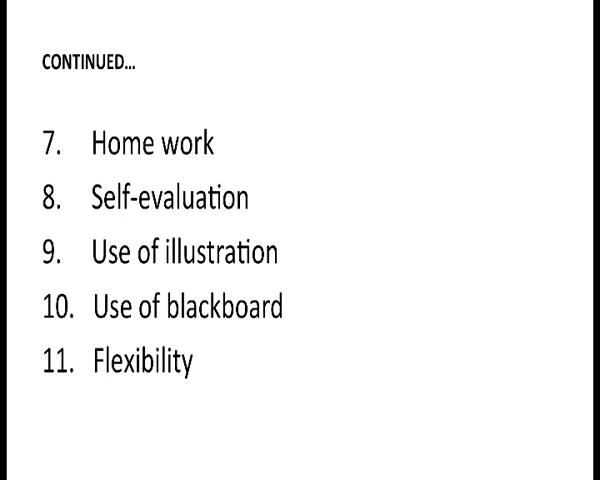 CONTINUED...
7. Home work
8. Self-evaluation
9. Use of illustration
10. Use of blackboard
11. Flexibility